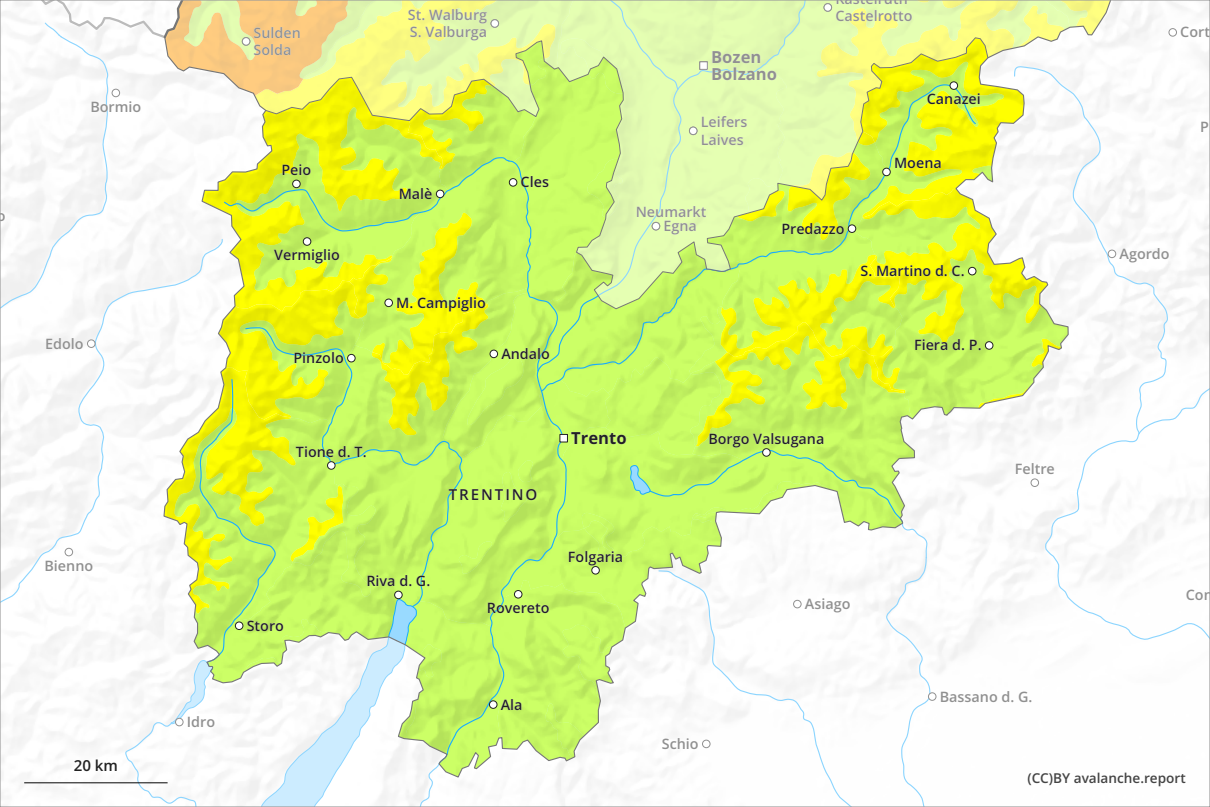 St. Walburg
S. Valburga
Kastelruth
Castelrotto
Sulden
Solda
Cort
Bozen
Bolzano
Bormio
Canazei
Leifers
Laives
P
Peio
Malè
Cles
Moena
Neumarkt
Egna
Predazzo
Vermiglio
Agordo
S. Martino d. C.
M. Campiglio
Edolo
Pinzolo
Andalo
Fiera d. P.
Trento
Borgo Valsugana
Tione d. T.
Feltre
TRENTINO
Bienno
Folgaria
Riva d. G.
Cor
Rovereto
Asiago
Storo
Bassano d. G.
Ala
Idro
Schio
20 km
(CC)BY avalanche.report